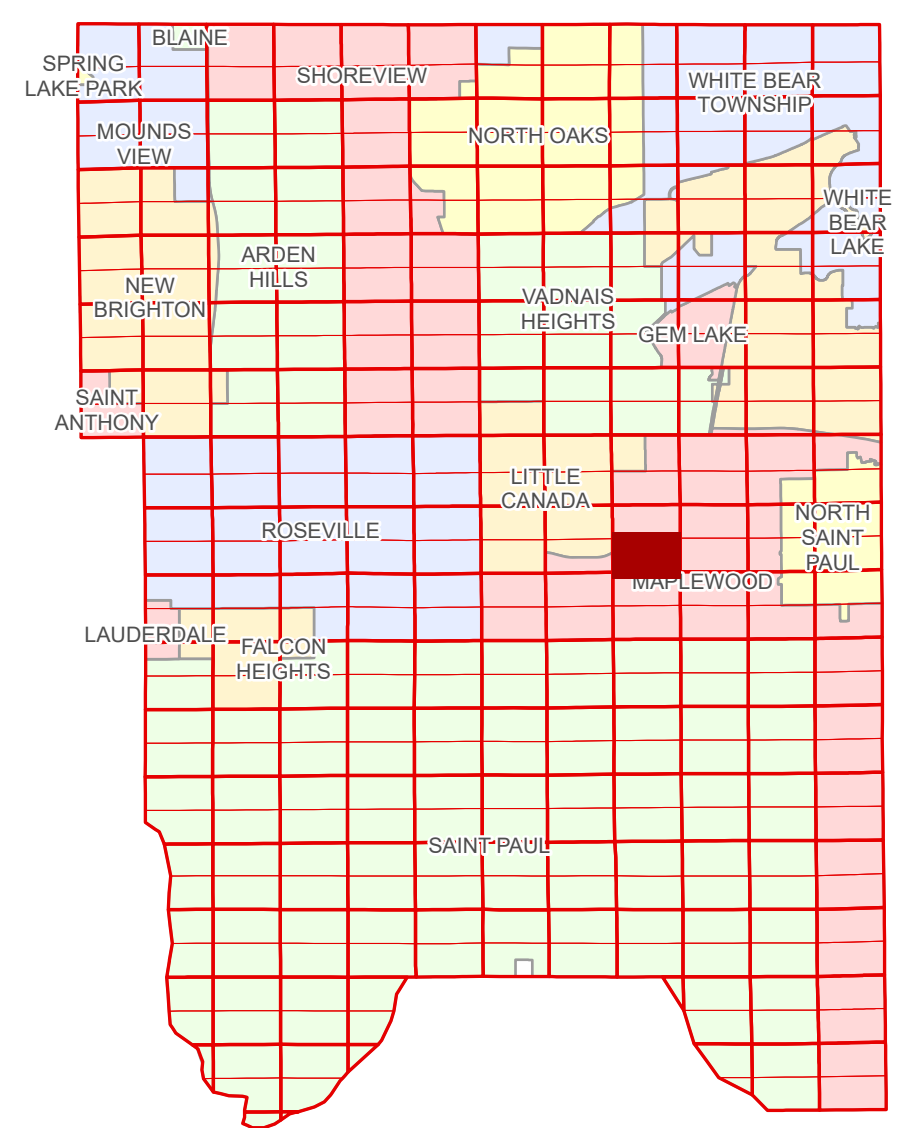 BLAINE
SPRING
LAKE PARK
SHOREVIEW
WHITE BEAR
TOWNSHIP
MOUNDS
VIEW
NORTH OAKS
WHITE
BEAR
LAKE
ARDEN
HILLS
NEW
BRIGHTON
VADNAIS
HEIGHTS
GEM LAKE
SAINT
ANTHONY
LITTLE
CANADA
ROSEVILLE
NORTH
SAINT
PAUL
MAPLEWOOD
LAUDERDALE
FALCON
HEIGHTS
SAINT PAUL